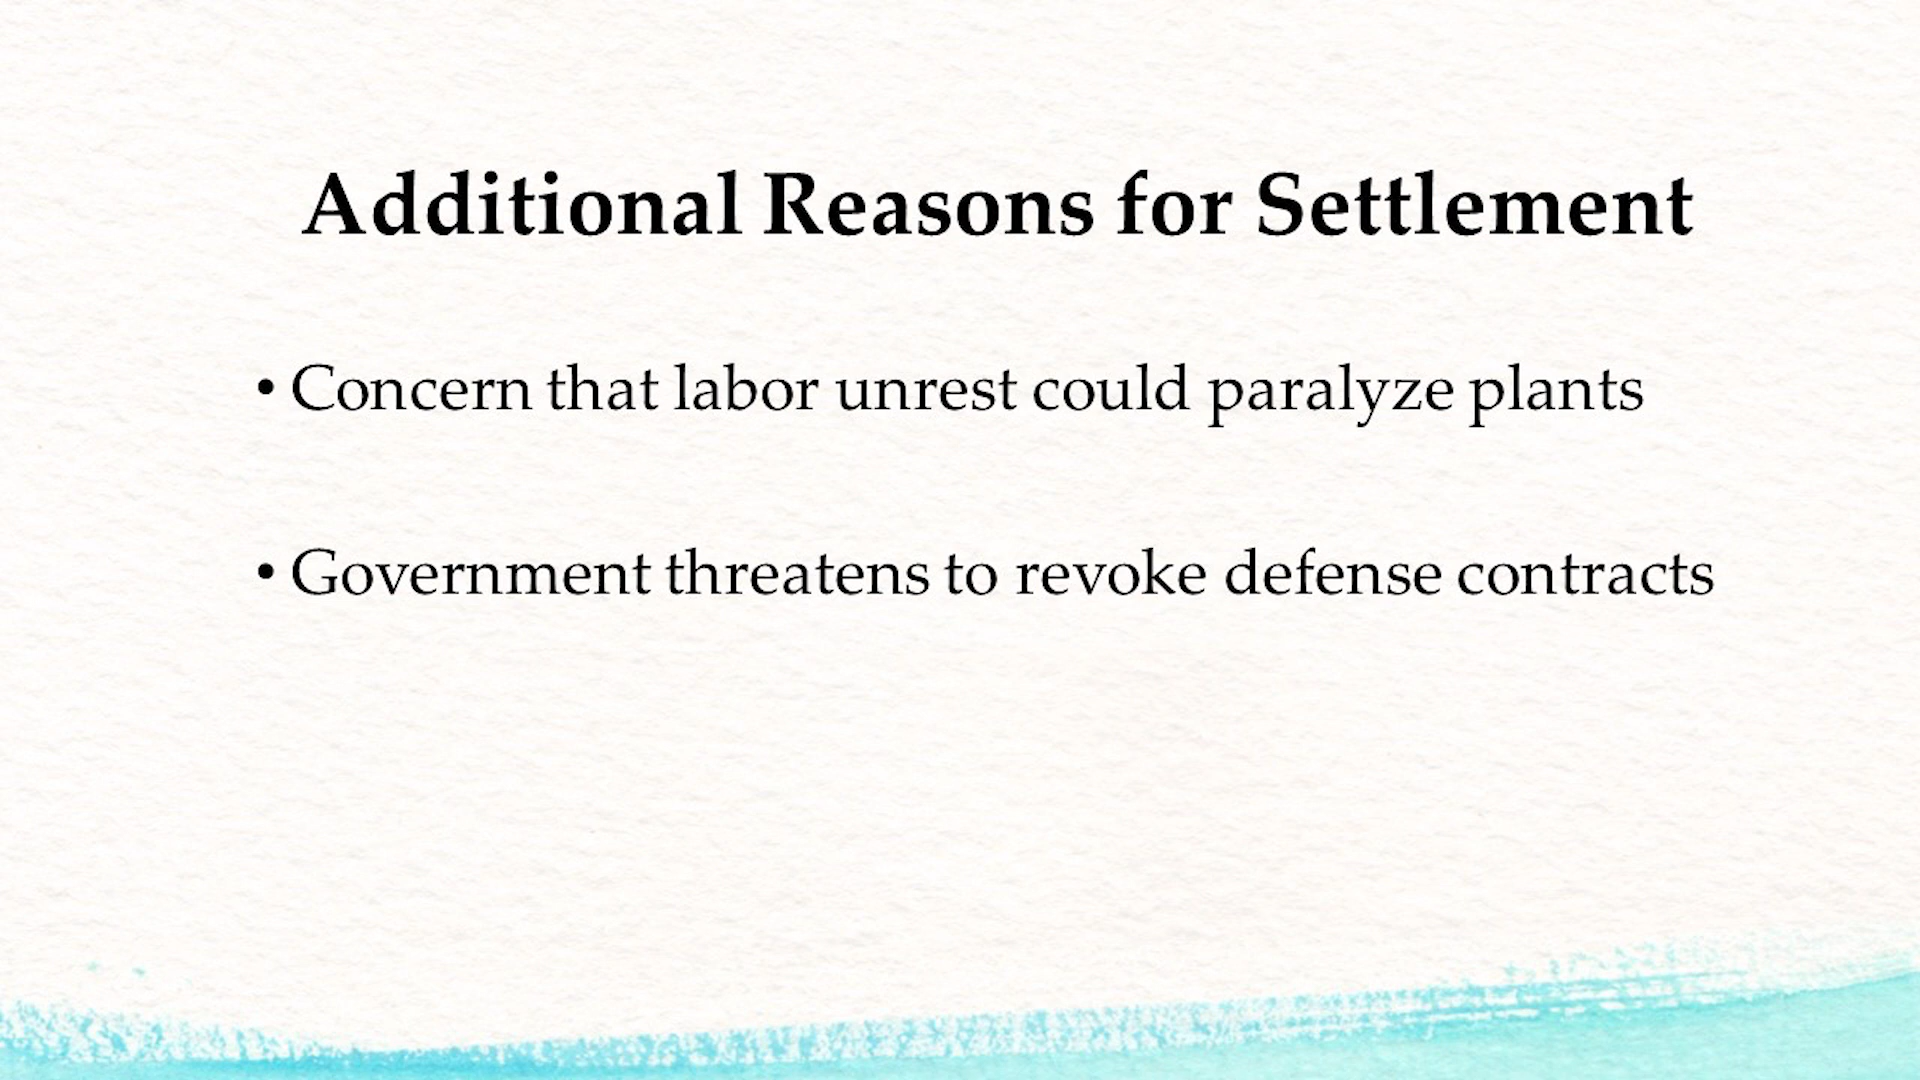 Additional Reasons for Settlement
• Concern that labor unrest could paralyze plants
• Government threatens to revoke defense contracts